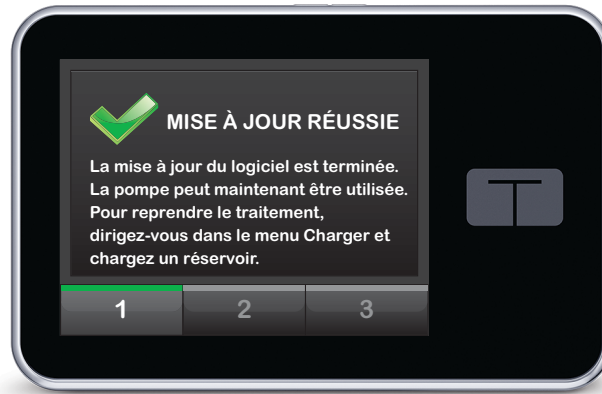 MISE À JOUR RÉUSSIE
La mise à jour du logiciel est terminée.
La pompe peut maintenant être utilisée.
Pour reprendre le traitement,
dirigez-vous dans le menu Charger et
chargez un réservoir.
1 2 3